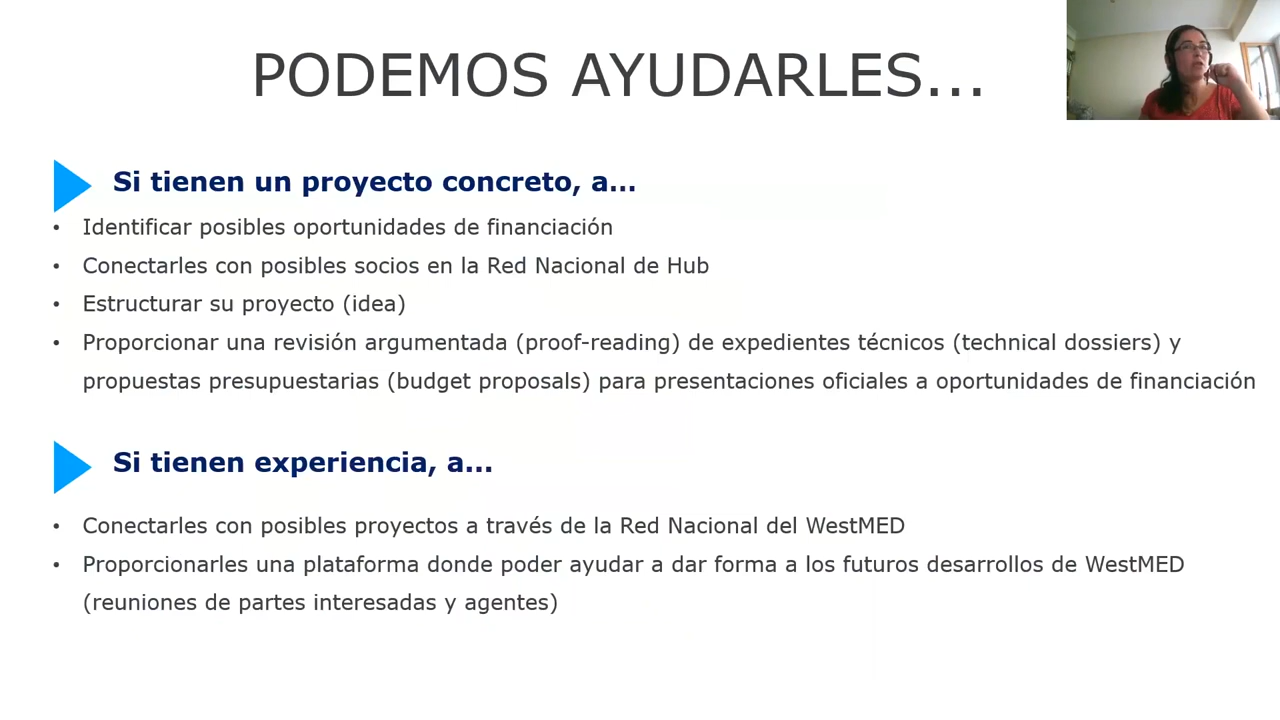 PODEMOS AYUDARLES...
Si tienen un proyecto concreto, a...
• Identificar posibles oportunidades de financiación
• Conectarles con posibles socios en la Red Nacional de Hub
• Estructurar su proyecto (idea)
• Proporcionar una revisión argumentada (proof-reading) de expedientes técnicos (technical dossiers) y
propuestas presupuestarias (budget proposals) para presentaciones oficiales a oportunidades de financiación
Si tienen experiencia, a...
• Conectarles con posibles proyectos a través de la Red Nacional del WestMED
• Proporcionarles una plataforma donde poder ayudar a dar forma a los futuros desarrollos de WestMED
(reuniones de partes interesadas y agentes)